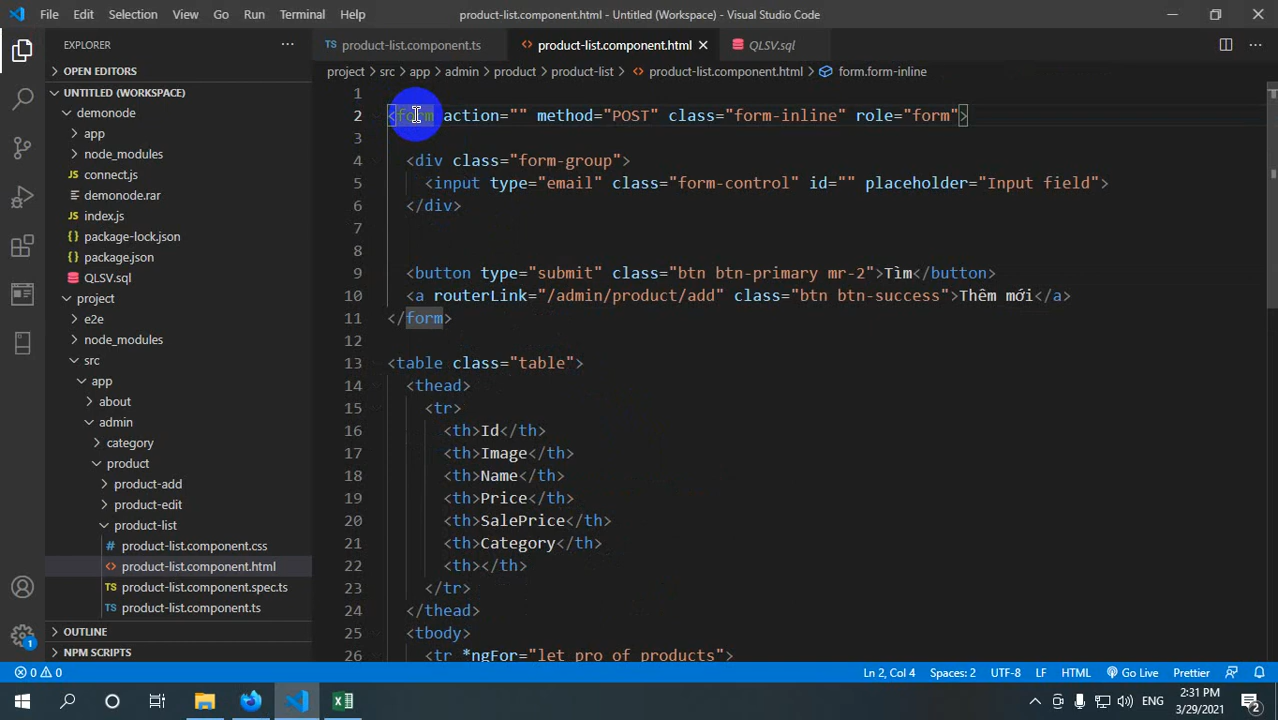 File Edit Selection View Go Run Terminal Help
product-list.component.html - Untitled (Workspace) - Visual Studio Code
EXPLORER
OPEN EDITORS
UNTITLED (WORKSPACE)
demonode
app
node_modules
connect.js
demonode.rar
index.js
package-lock.json
package.json
QLSV.sql
project
e2e
node_modules
src
app
about
admin
category
product
product-add
product-edit
product-list
product-list.component.css
product-list.component.html
product-list.component.spec.ts
product-list.component.ts
OUTLINE
NPM SCRIPTS
TS product-list.component.ts product-list.component.html QLSV.sql
project > src > app > admin > product > product-list > product-list.component.html > form.form-inline
1
2 <form action="" method="POST" class="form-inline" role="form">
3
4 <div class="form-group">
5 <input type="email" class="form-control" id="" placeholder="Input field">
6 </div>
7
8
9 <button type="submit" class="btn btn-primary mr-2">Tìm</button>
10 <a routerLink="/admin/product/add" class="btn btn-success">Thêm mới</a>
11 </form>
12
13 <table class="table">
14 <thead>
15 <tr>
16 <th>Id</th>
17 <th>Image</th>
18 <th>Name</th>
19 <th>Price</th>
20 <th>SalePrice</th>
21 <th>Category</th>
22 <th></th>
23 </tr>
24 </thead>
25 <tbody>
26 <tr *ngFor="let pro of products">
0 0 Ln 2, Col 4 Spaces: 2 UTF-8 LF HTML Go Live Prettier
1
ENG
2:31 PM
3/29/2021
2